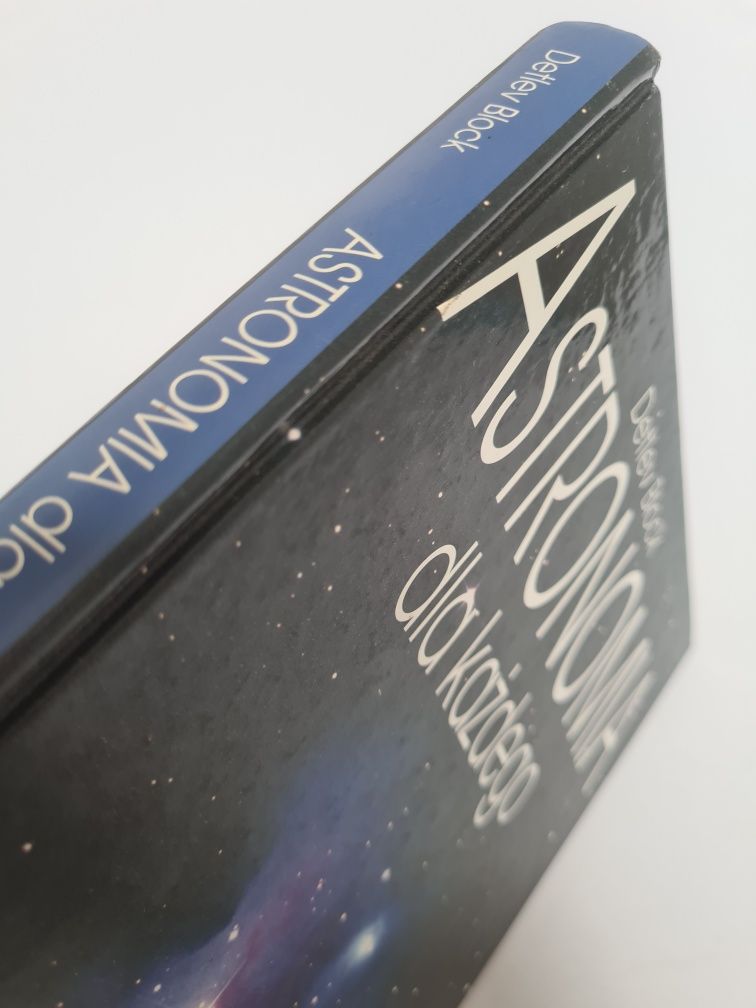 Detlev Block
ASTRONOMIA dla
Detlev Block
ASTRONOMIA
dla każdego